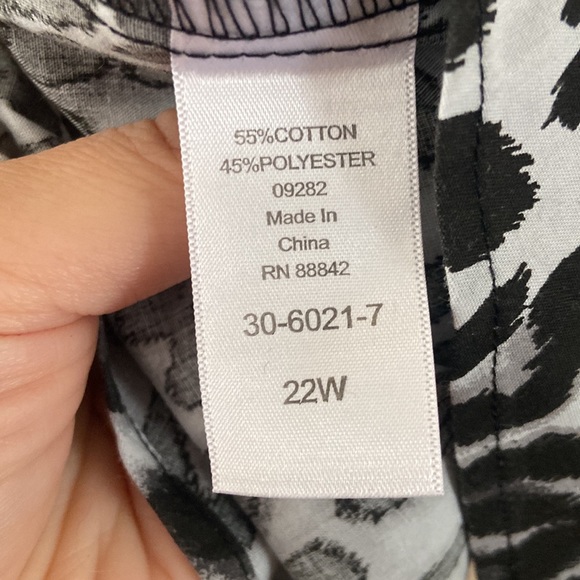 55%COTTON
45%POLYESTER
09282
Made In
China
RN 88842
30-6021-7
22W